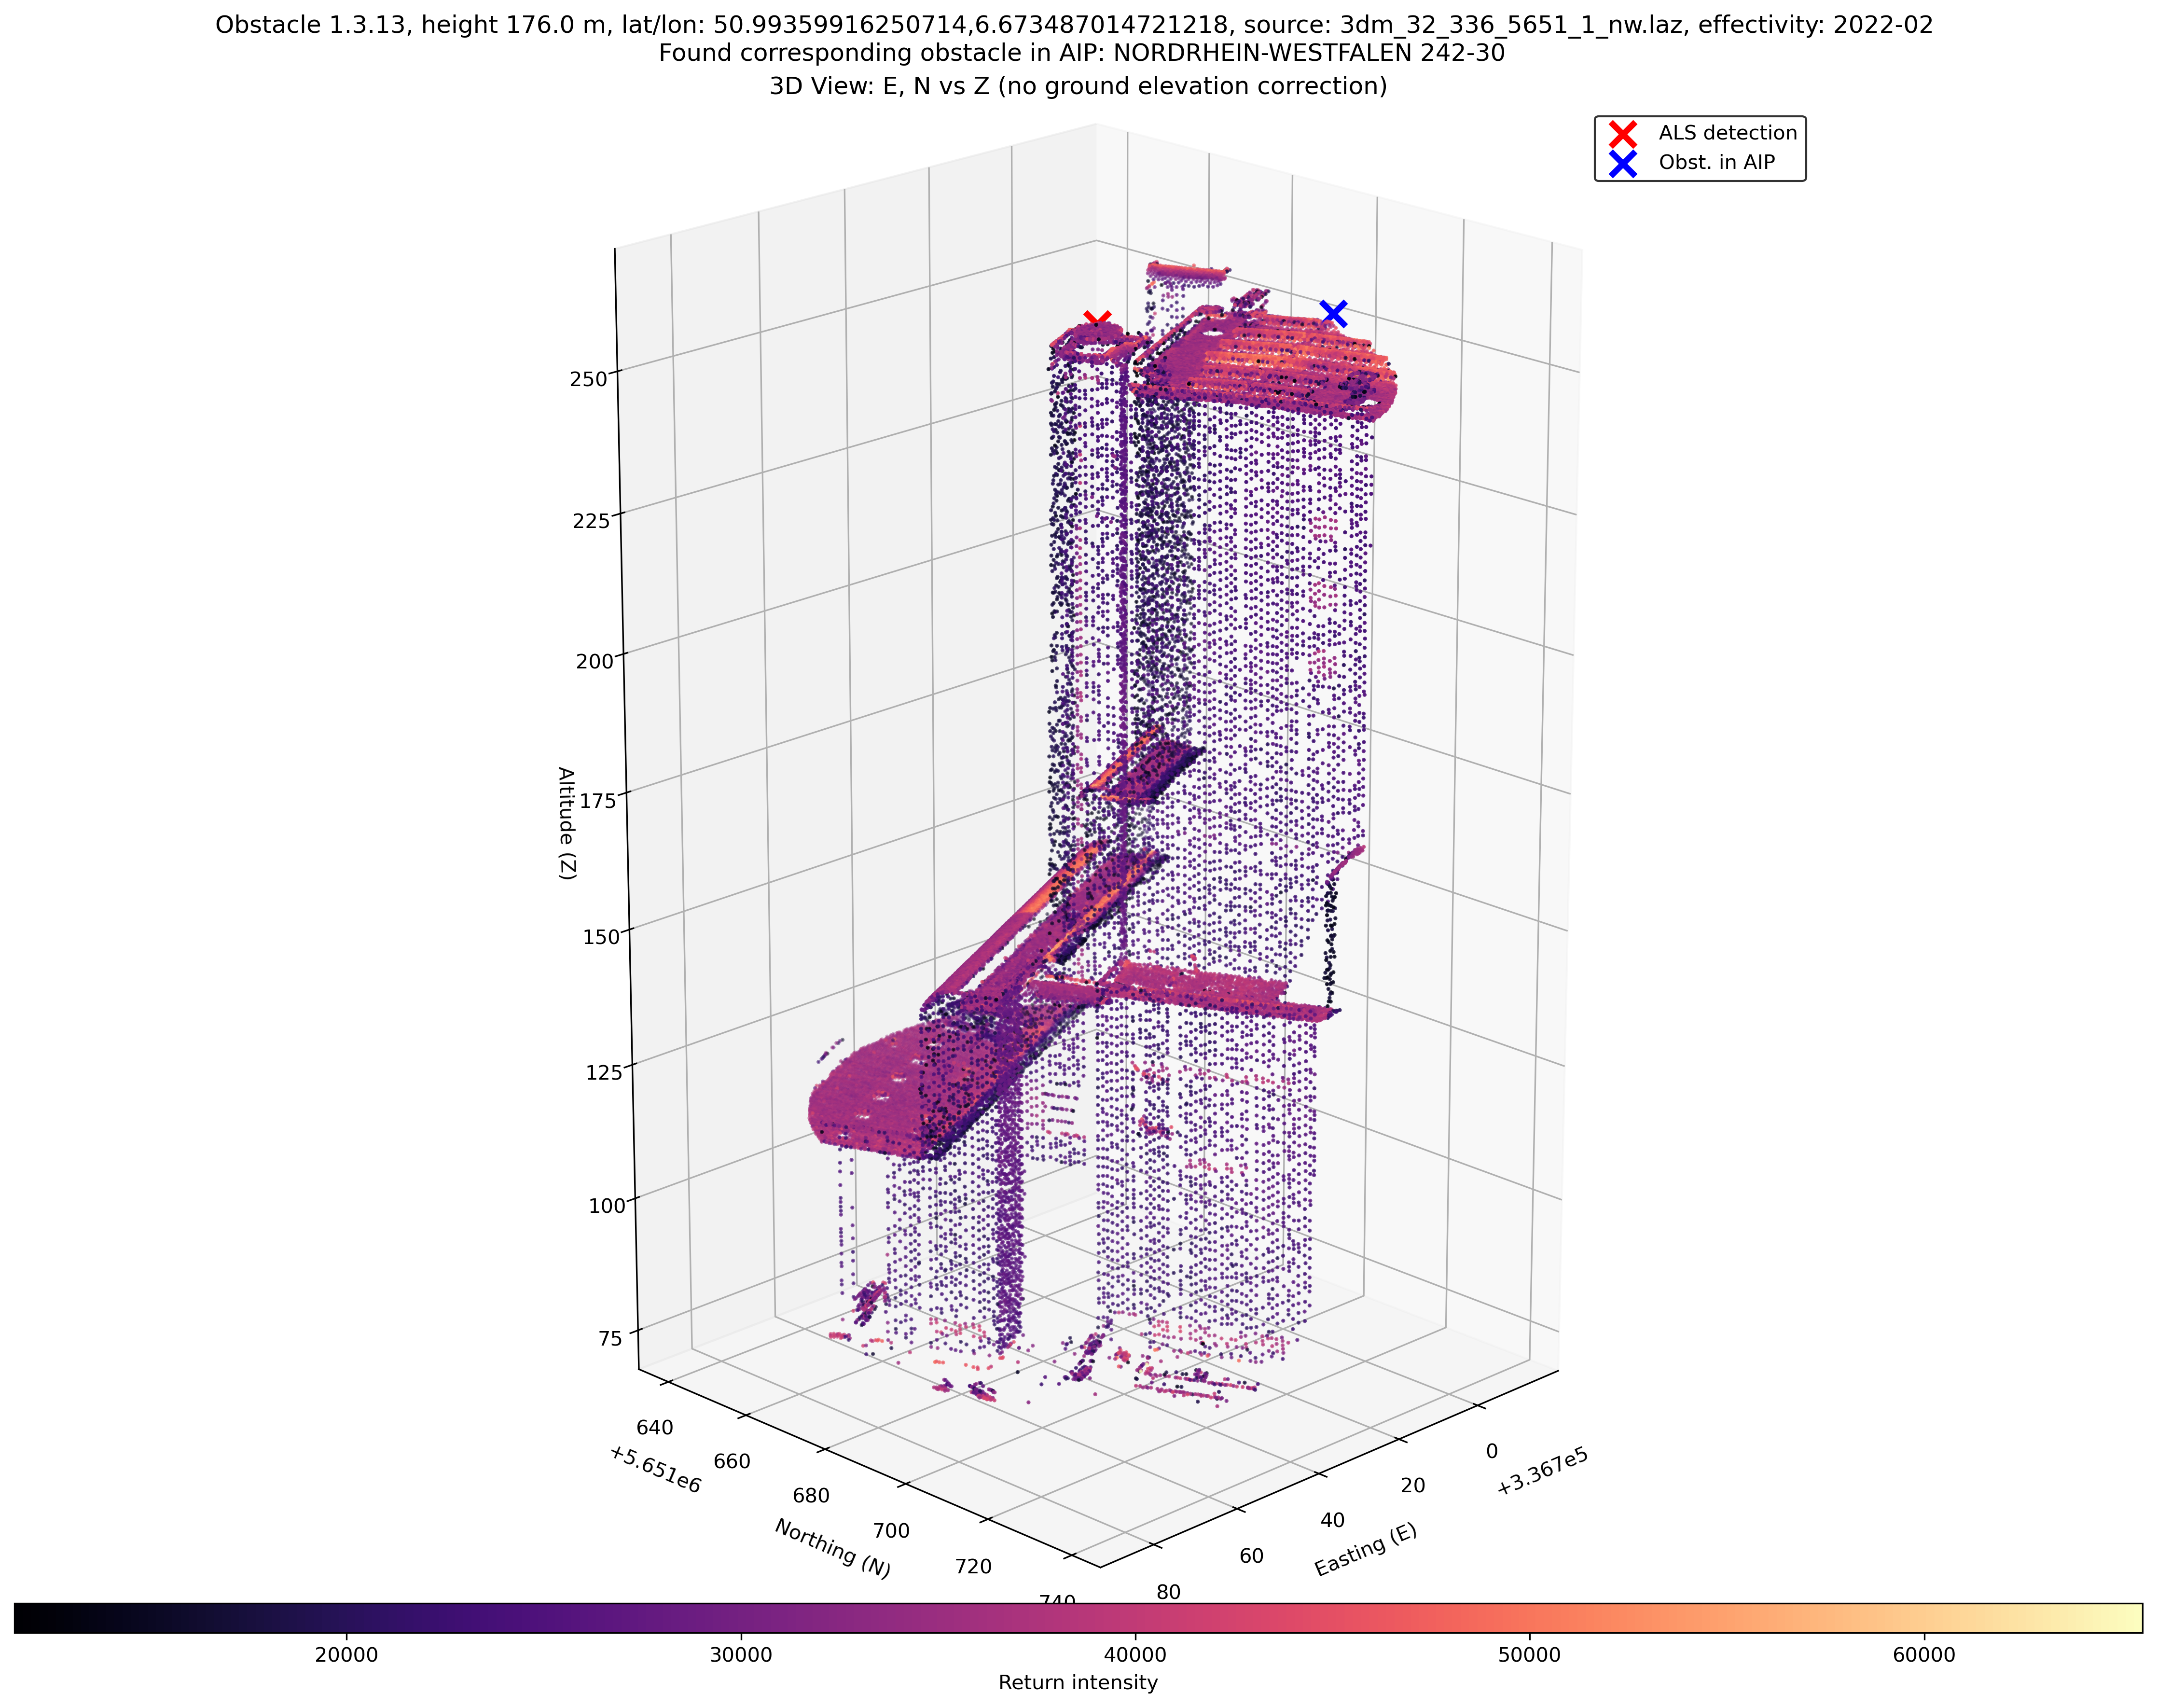 Obstacle 1.3.13, height 176.0 m, lat/lon: 50.99359916250714,6.673487014721218, source: 3dm_32_336_5651_1_nw.laz, effectivity: 2022-02
Found corresponding obstacle in AIP: NORDRHEIN-WESTFALEN 242-30
3D View: E, N vs Z (no ground elevation correction)
ALS detection
Obst. in AIP
250
225
200
175
150
125
100
75
Altitude (Z)
640
660
680
700
720
740
+5.651e6
Northing (N)
0
20
40
60
80
+3.367e5
Easting (E)
20000
30000
40000
50000
60000
Return intensity